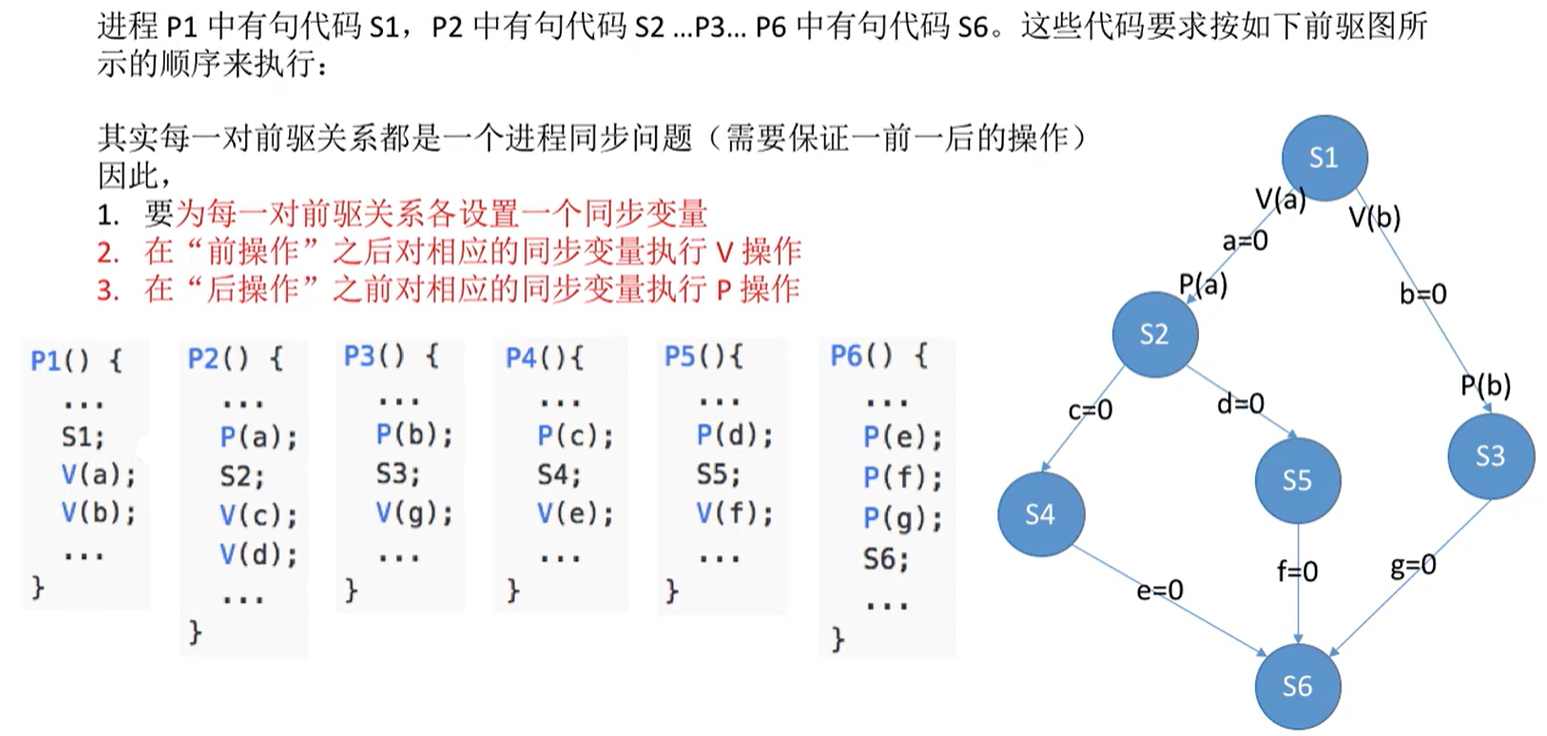 进程 P1 中有句代码 S1，P2 中有句代码 S2 ...P3... P6 中有句代码 S6。这些代码要求按如下前驱图所
示的顺序来执行：
其实每一对前驱关系都是一个进程同步问题（需要保证一前一后的操作）
因此，
1. 要为每一对前驱关系各设置一个同步变量
2. 在“前操作”之后对相应的同步变量执行 V 操作
3. 在“后操作”之前对相应的同步变量执行 P 操作
P1() {
...
S1;
V(a);
V(b);
...
}
P2() {
...
P(a);
S2;
V(c);
V(d);
...
}
P3() {
...
P(b);
S3;
V(g);
...
}
P4(){
...
P(c);
S4;
V(e);
...
}
P5(){
...
P(d);
S5;
V(f);
...
}
P6() {
...
P(e);
P(f);
P(g);
S6;
...
}
S1
V(a)
V(b)
a=0
P(a)
b=0
S2
P(b)
c=0
d=0
S3
S5
S4
f=0
g=0
e=0
S6